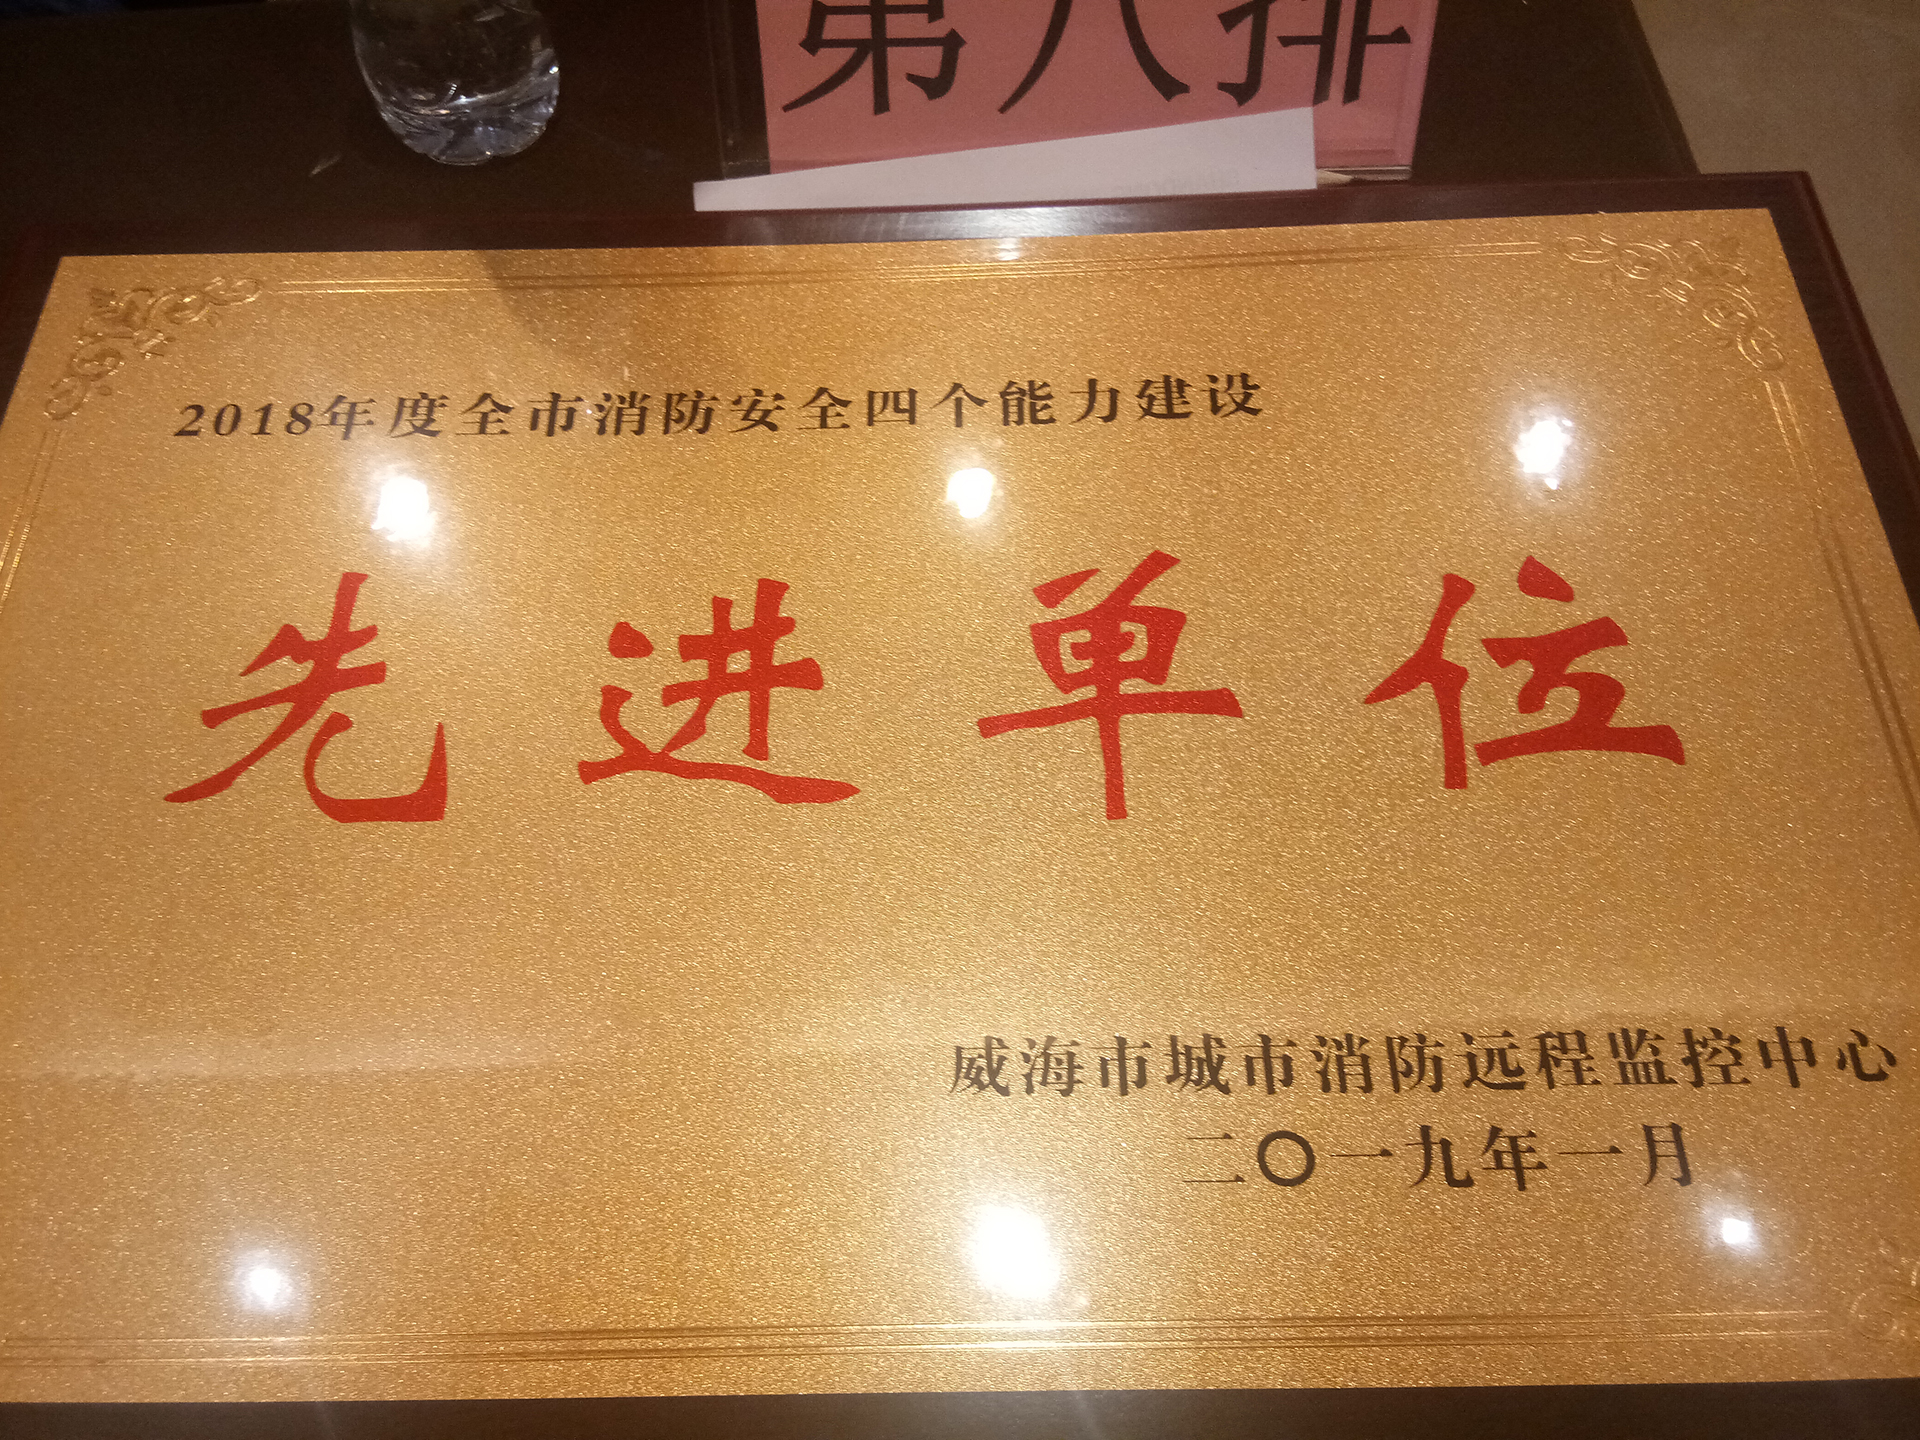 第八排
2018年度全市消防安全四个能力建设
先进单位
威海市城市消防远程监控中心
二〇一九年一月